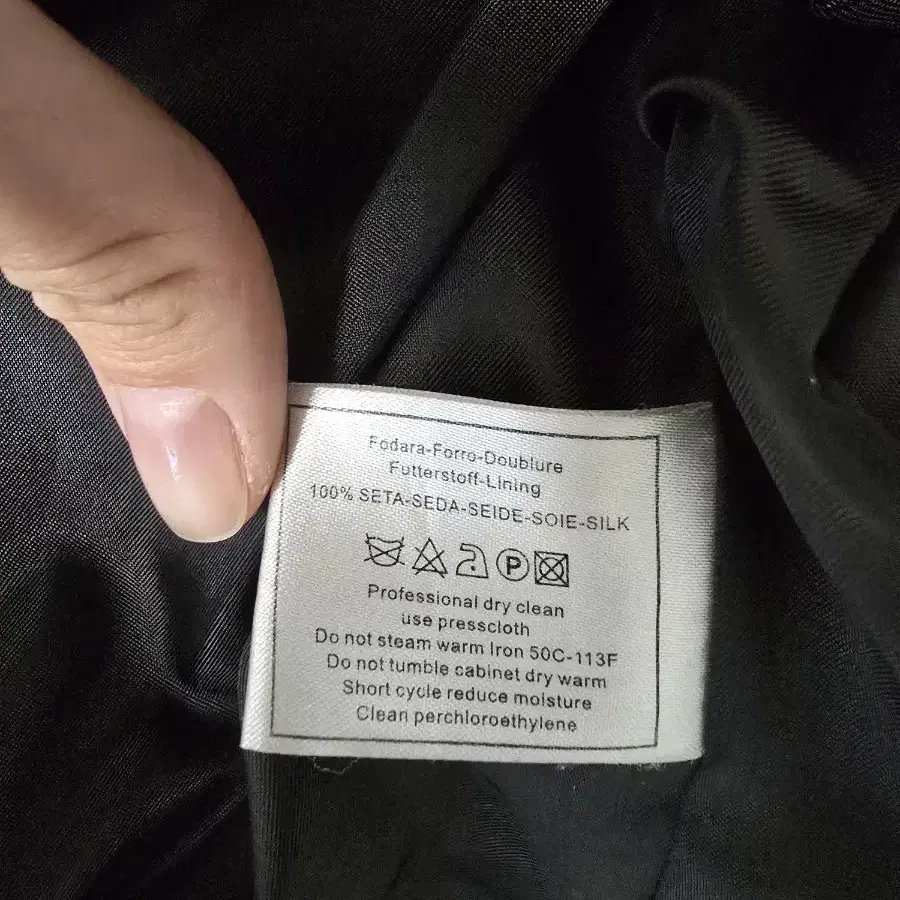 Fodara-Forro-Doublure
Futterstoff-Lining
100% SETA-SEDA-SEIDE-SOIE-SILK
P
Professional dry clean
use presscloth
Do not steam warm Iron 50C-113F
Do not tumble cabinet dry warm
Short cycle reduce moisture
Clean perchloroethylene